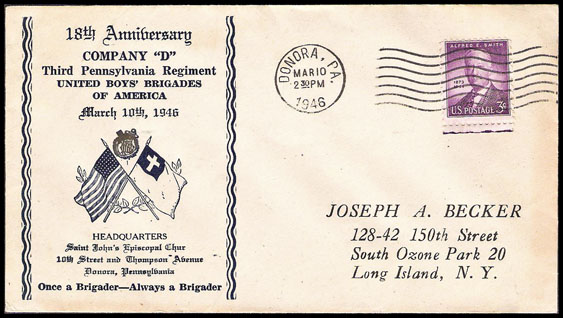 18th Anniversary
COMPANY "D"
Third Pennsylvania Regiment
UNITED BOYS' BRIGADES
OF AMERICA
March 10th, 1946
HEADQUARTERS
Saint John's Episcopal Chur
10th Street and Thompson Avenue
Donora, Pennsylvania
Once a Brigader—Always a Brigader
DONORA, PA.
MAR 10
2 30 PM
1946
ALFRED E. SMITH
U.S. POSTAGE 3¢
JOSEPH A. BECKER
128-42 150th Street
South Ozone Park 20
Long Island, N. Y.